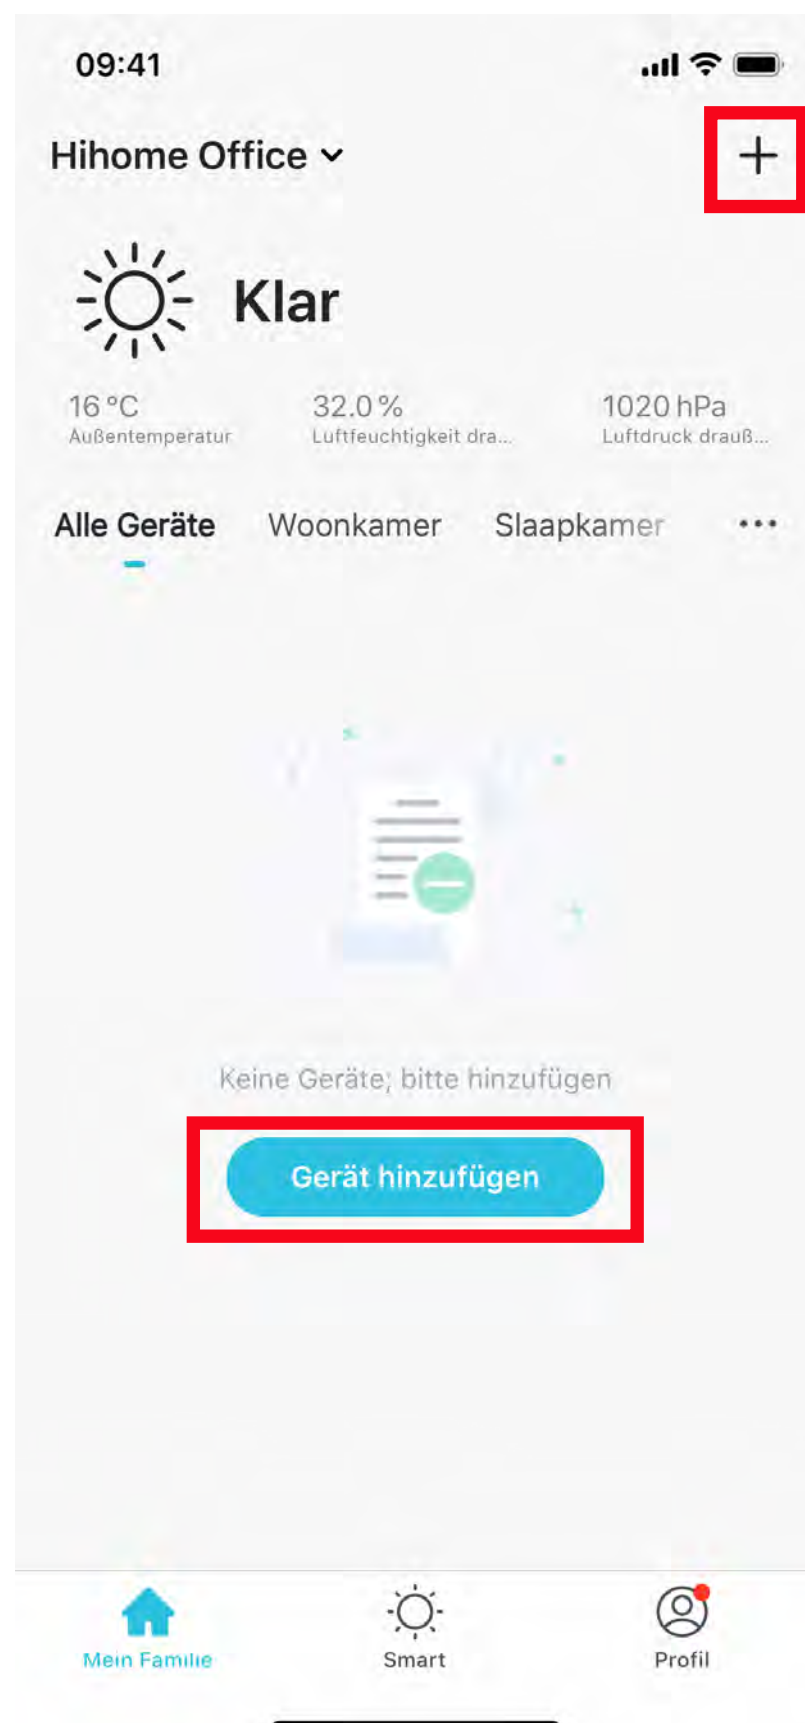 09:41
Hihome Office
Klar
16 °C 32.0 % 1020 hPa
Außentemperatur Luftfeuchtigkeit dra... Luftdruck drauß...
Alle Geräte Woonkamer Slaapkamer
Keine Geräte; bitte hinzufügen
Gerät hinzufügen
Mein Familie Smart Profil